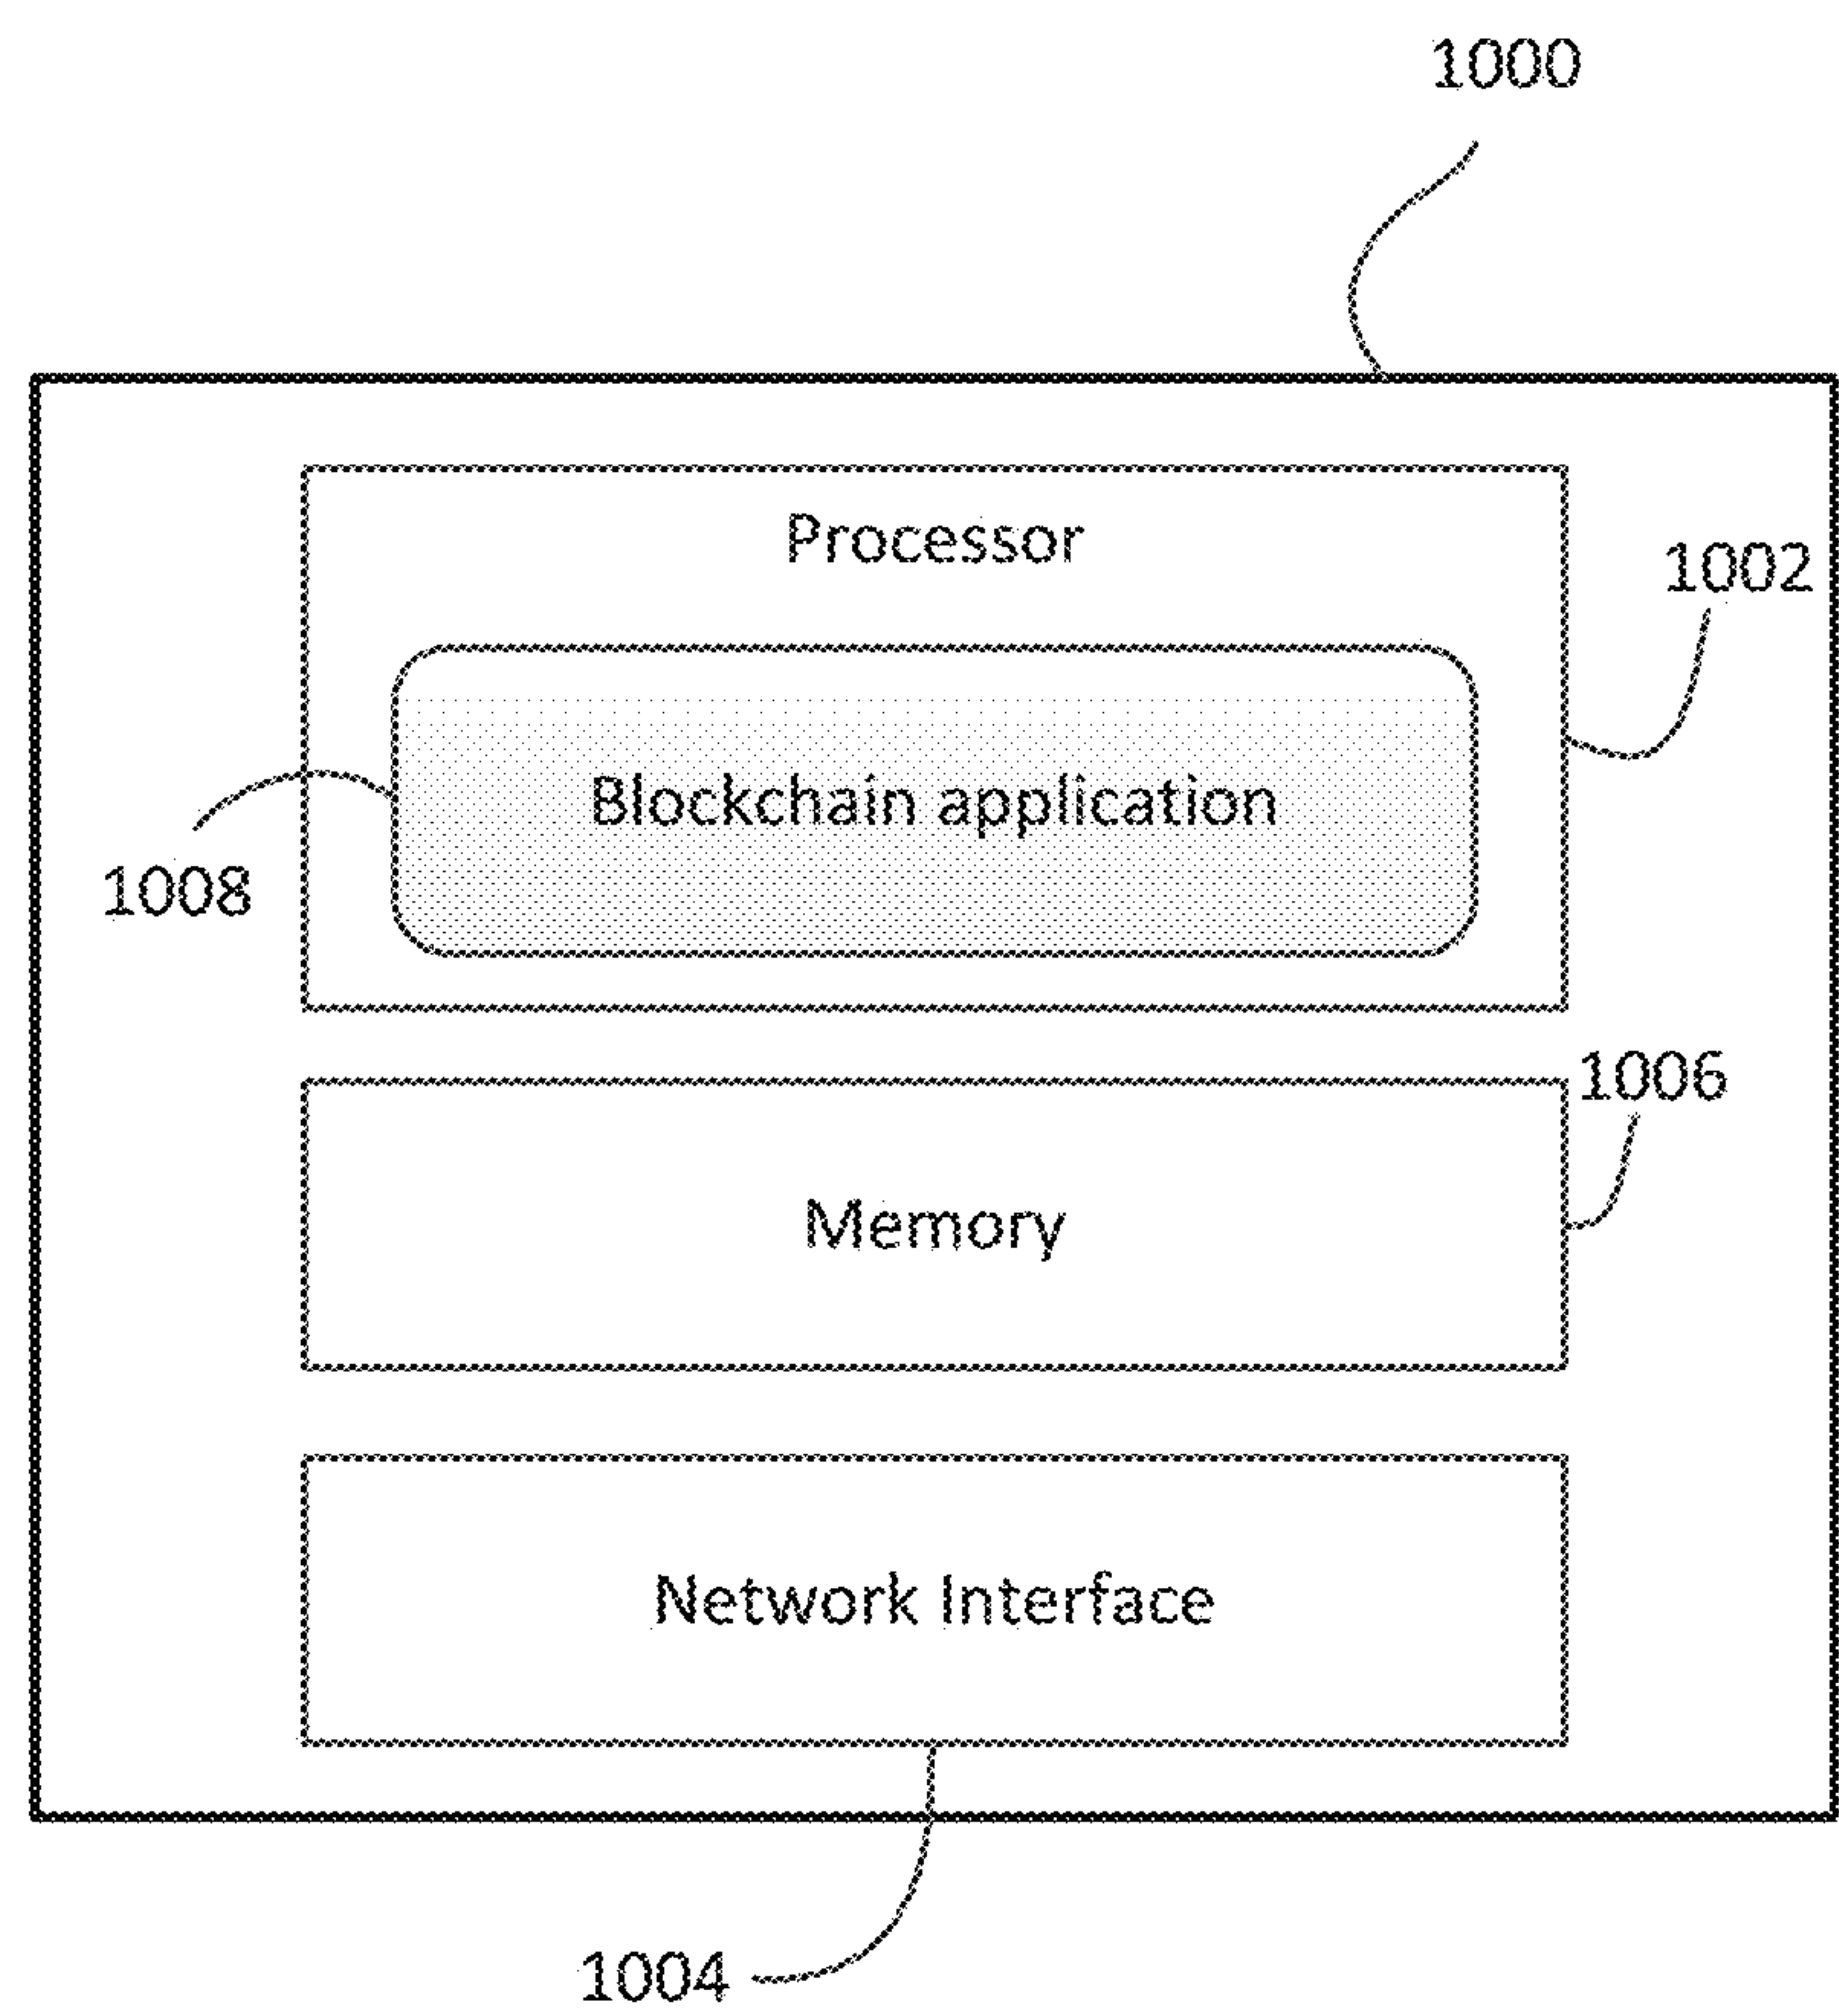 1000
Processor
1002
Blockchain application
1008
1006
Memory
Network Interface
1004